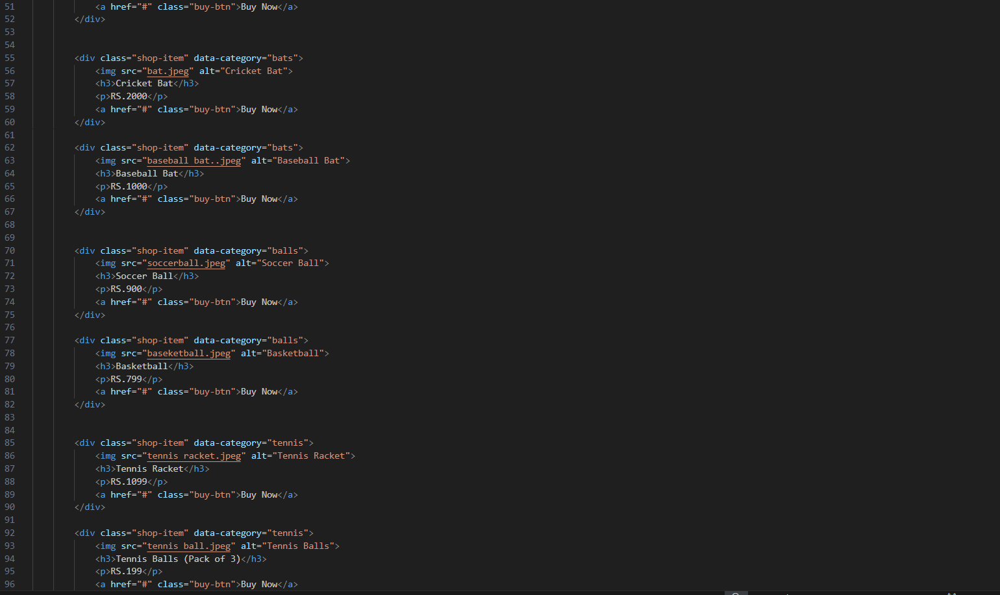 51 <a href="#" class="buy-btn">Buy Now</a>
52 </div>
53
54
55 <div class="shop-item" data-category="bats">
56 <img src="bat.jpeg" alt="Cricket Bat">
57 <h3>Cricket Bat</h3>
58 <p>RS.2000</p>
59 <a href="#" class="buy-btn">Buy Now</a>
60 </div>
61
62 <div class="shop-item" data-category="bats">
63 <img src="baseball bat..jpeg" alt="Baseball Bat">
64 <h3>Baseball Bat</h3>
65 <p>RS.1000</p>
66 <a href="#" class="buy-btn">Buy Now</a>
67 </div>
68
69
70 <div class="shop-item" data-category="balls">
71 <img src="soccerball.jpeg" alt="Soccer Ball">
72 <h3>Soccer Ball</h3>
73 <p>RS.900</p>
74 <a href="#" class="buy-btn">Buy Now</a>
75 </div>
76
77 <div class="shop-item" data-category="balls">
78 <img src="baseketball.jpeg" alt="Basketball">
79 <h3>Basketball</h3>
80 <p>RS.799</p>
81 <a href="#" class="buy-btn">Buy Now</a>
82 </div>
83
84
85 <div class="shop-item" data-category="tennis">
86 <img src="tennis racket.jpeg" alt="Tennis Racket">
87 <h3>Tennis Racket</h3>
88 <p>RS.1099</p>
89 <a href="#" class="buy-btn">Buy Now</a>
90 </div>
91
92 <div class="shop-item" data-category="tennis">
93 <img src="tennis ball.jpeg" alt="Tennis Balls">
94 <h3>Tennis Balls (Pack of 3)</h3>
95 <p>RS.199</p>
96 <a href="#" class="buy-btn">Buy Now</a>